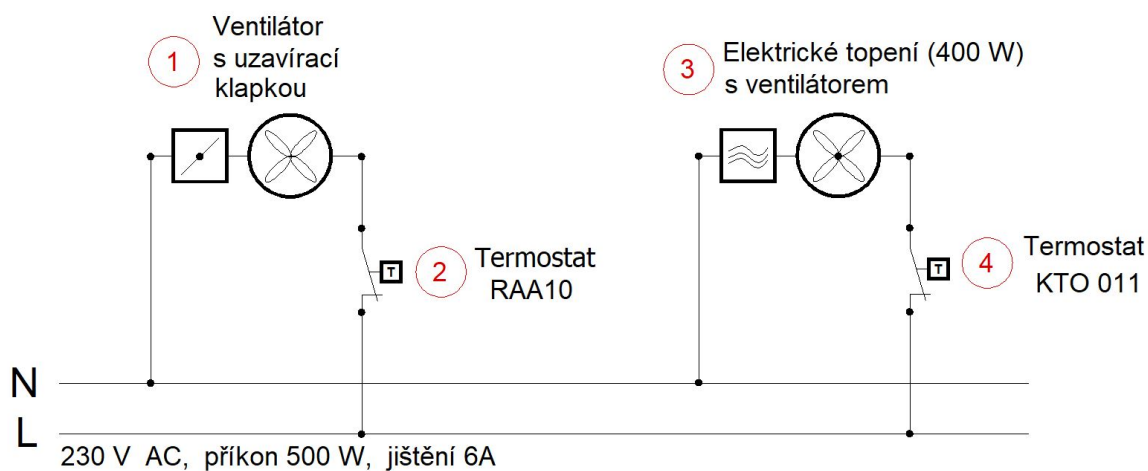 1
Ventilátor
s uzavírací
klapkou
3
Elektrické topení (400 W)
s ventilátorem
T
2
Termostat
RAA10
T
4
Termostat
KTO 011
N
L
230 V AC, příkon 500 W, jištění 6A